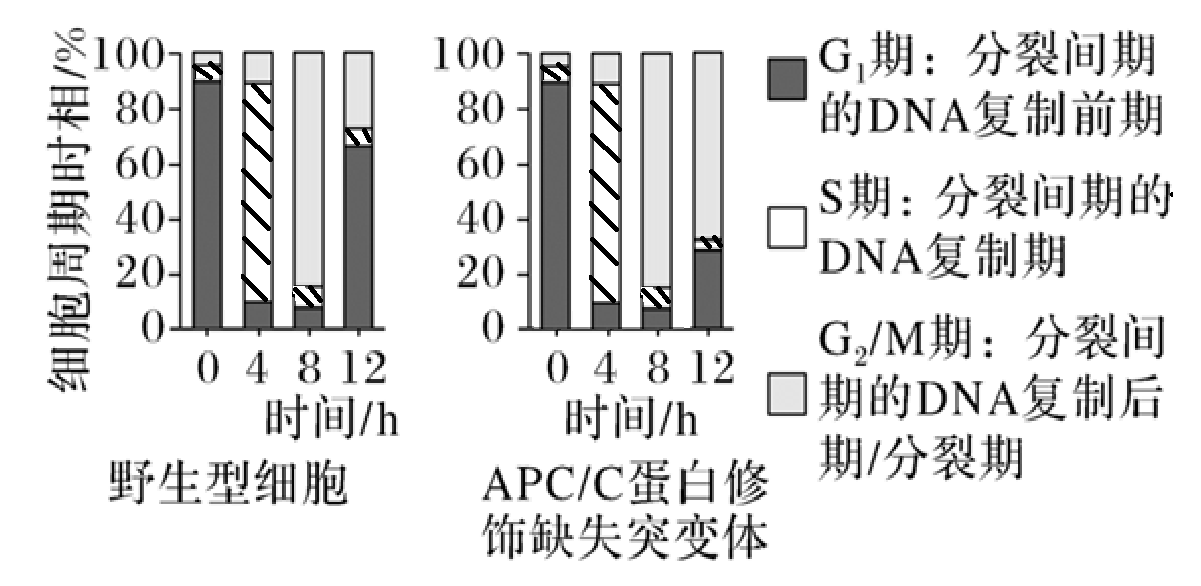 细胞周期时相/%
100
80
60
40
20
0
0 4 8 12
时间/h
野生型细胞
100
80
60
40
20
0
0 4 8 12
时间/h
APC/C蛋白修
饰缺失突变体
G₁期：分裂间期
的DNA复制前期
S期：分裂间期的
DNA复制期
G₂/M期：分裂间
期的DNA复制后
期/分裂期